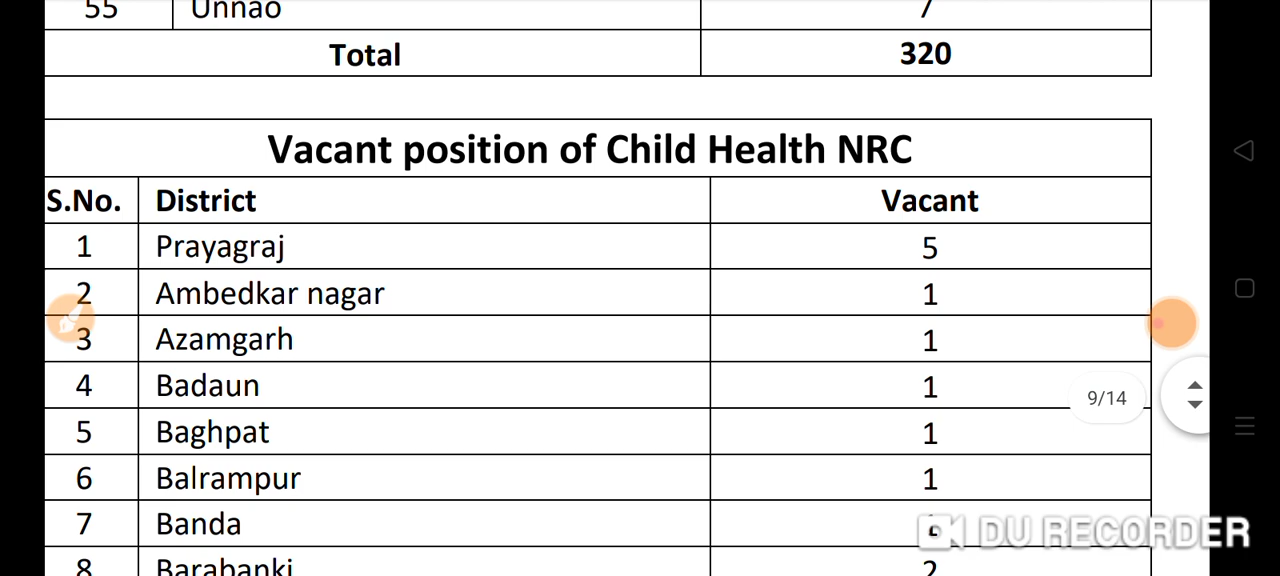 55 Unnao 7
Total 320
Vacant position of Child Health NRC
S.No. District Vacant
1 Prayagraj 5
2 Ambedkar nagar 1
3 Azamgarh 1
4 Badaun 1
5 Baghpat 1
9/14
6 Balrampur 1
7 Banda
DU RECORDER
8 Barabanki 2